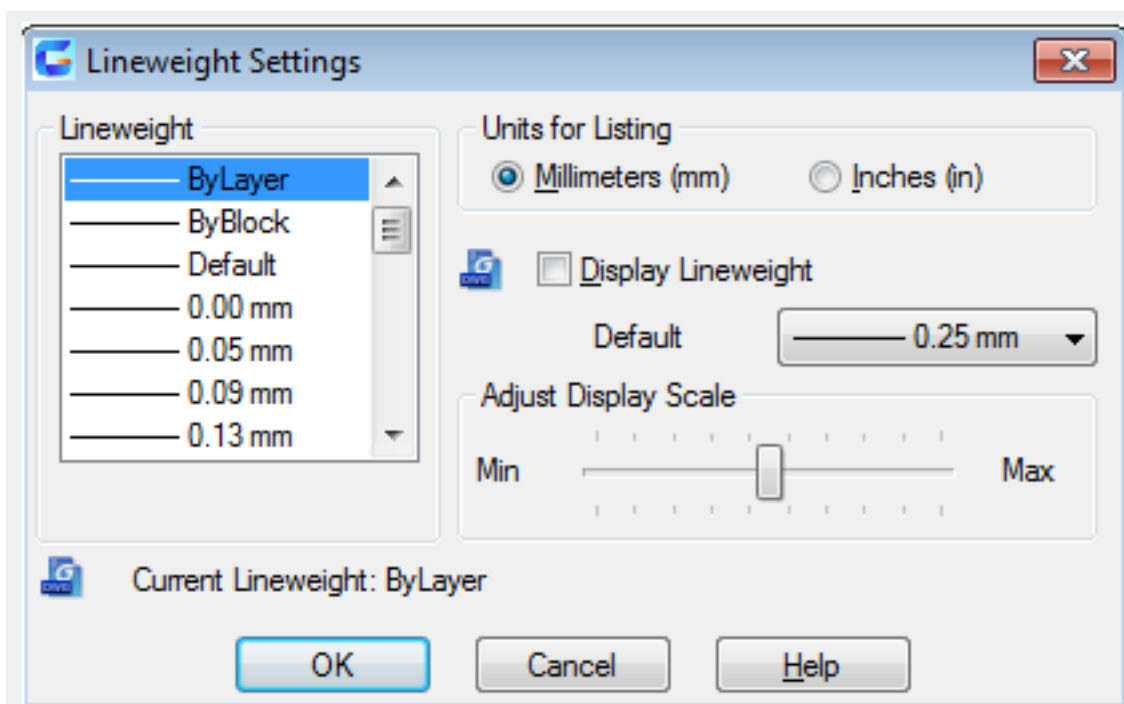 Lineweight Settings
Lineweight
ByLayer
ByBlock
Default
0.00 mm
0.05 mm
0.09 mm
0.13 mm
Units for Listing
Millimeters (mm)
Inches (in)
Display Lineweight
Default
0.25 mm
Adjust Display Scale
Min
Max
Current Lineweight: ByLayer
OK
Cancel
Help